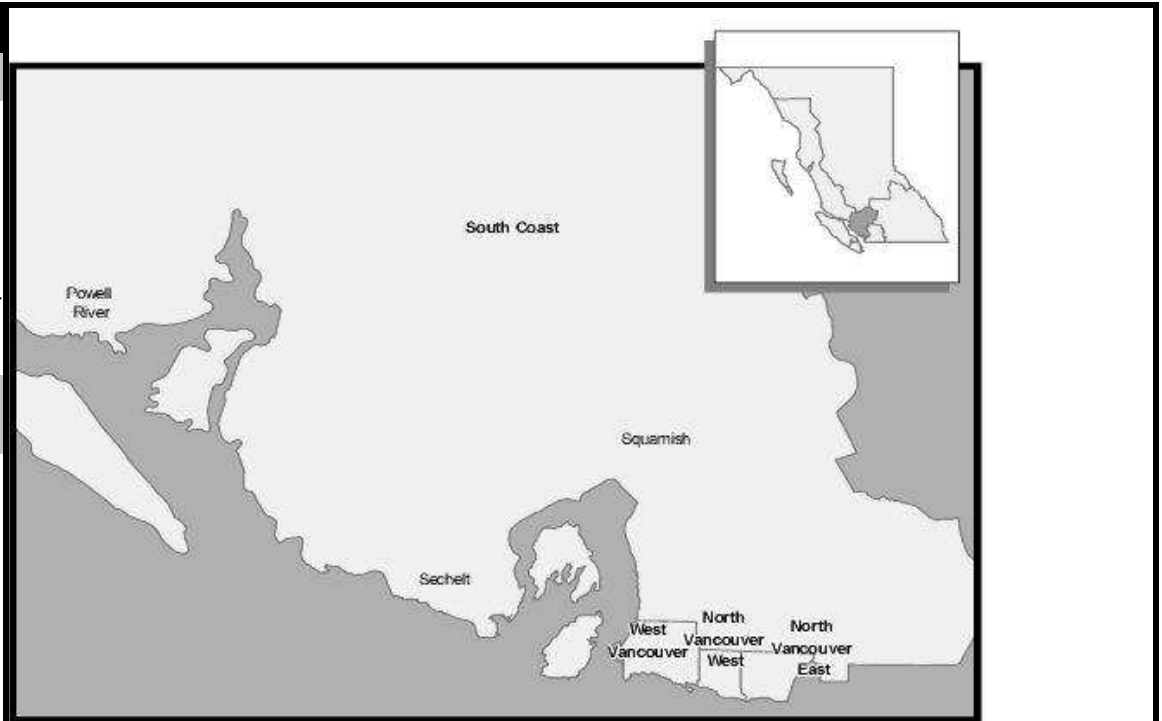 South Coast
Powell
River
Squamish
Sechelt
West
Vancouver
North
Vancouver
West
North
Vancouver
East